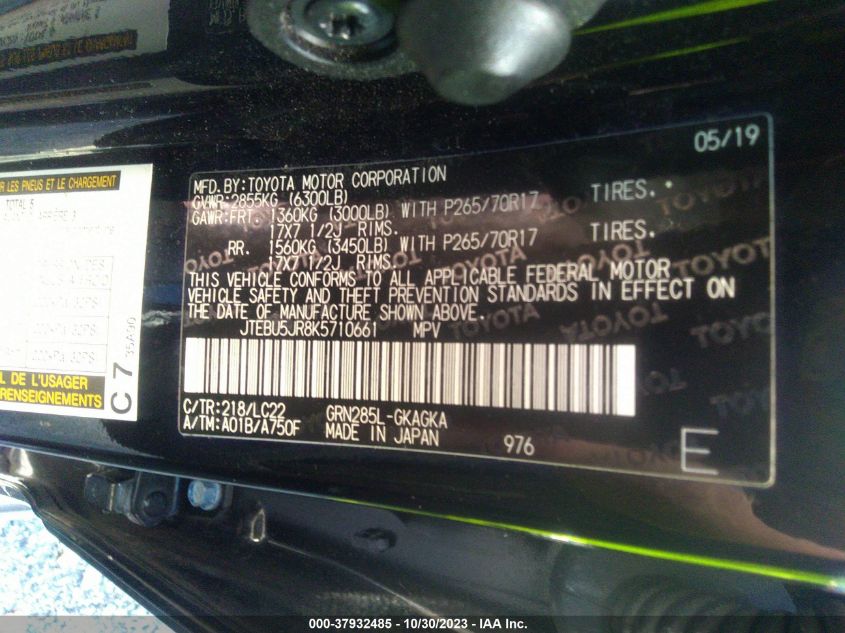 R LES PNEUS ET LE CHARGEMENT
TOTAL 5
L DE L'USAGER
RENSEIGNEMENTS
C 7
35A90
05/19
MFD. BY: TOYOTA MOTOR CORPORATION
GVWR: 2855KG (6300LB)
GAWR: FRT. 1360KG (3000LB) WITH P265/70R17 TIRES.
17X7 1/2J RIMS.
RR. 1560KG (3450LB) WITH P265/70R17 TIRES.
17X7 1/2J RIMS.
THIS VEHICLE CONFORMS TO ALL APPLICABLE FEDERAL MOTOR
VEHICLE SAFETY AND THEFT PREVENTION STANDARDS IN EFFECT ON
THE DATE OF MANUFACTURE SHOWN ABOVE.
JTEBU5JR8K5710661 MPV
C/TR: 218/LC22 GRN285L-GKAGKA
A/TM: A01B/A750F MADE IN JAPAN
976
E
000-37932485 - 10/30/2023 - IAA Inc.